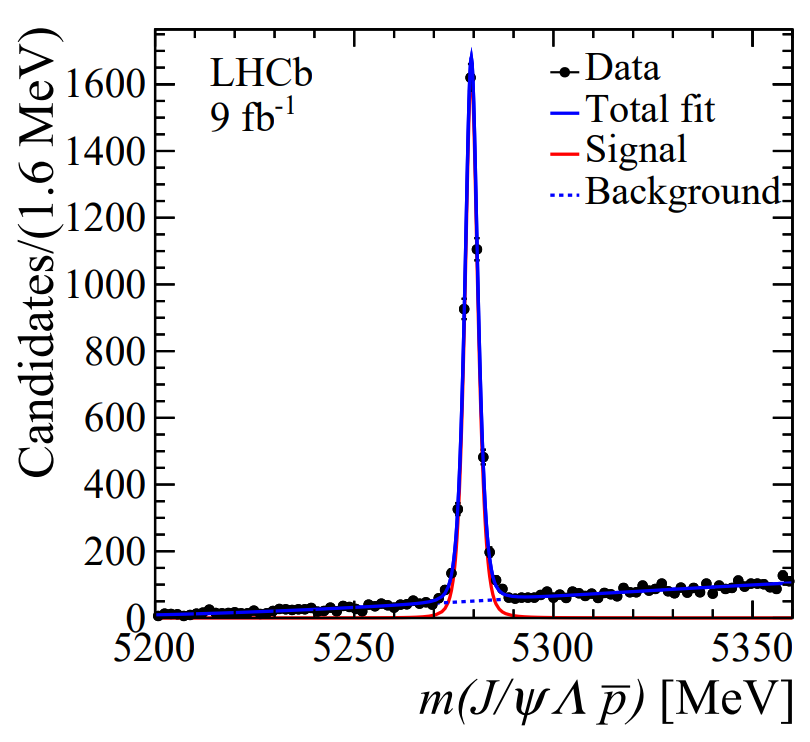 Candidates/(1.6 MeV)
1600
1400
1200
1000
800
600
400
200
0
LHCb
9 fb⁻¹
Data
Total fit
Signal
Background
5200 5250 5300 5350
m(J/ψ Λ p̅) [MeV]